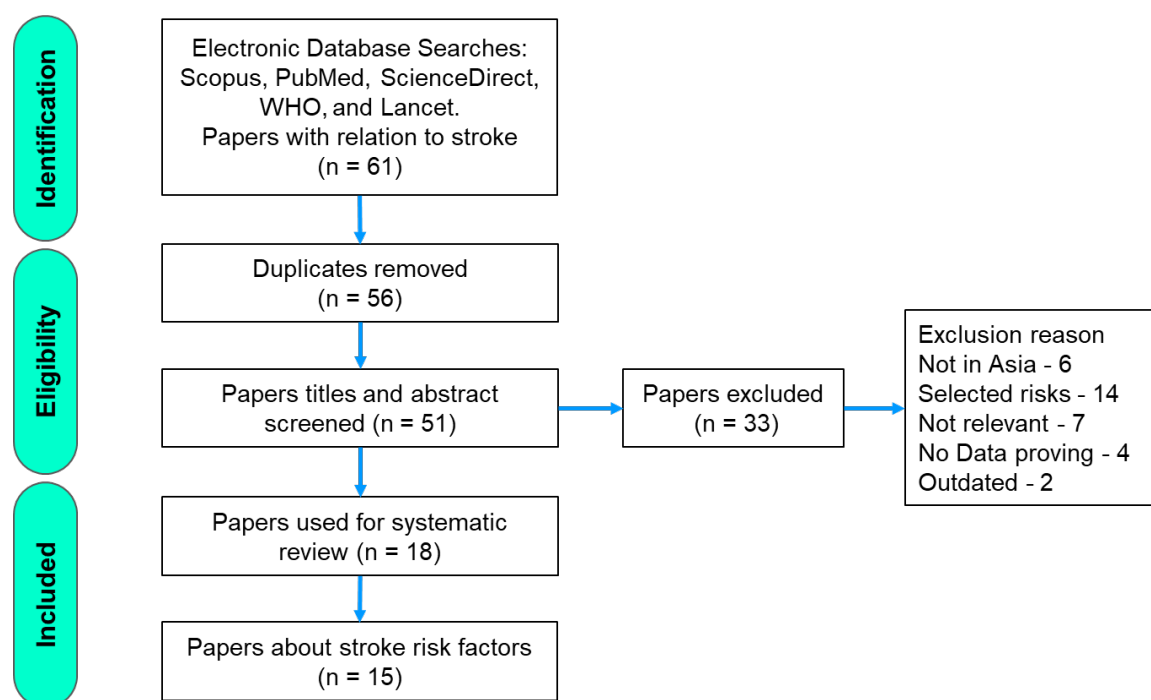 Identification
Electronic Database Searches:
Scopus, PubMed, ScienceDirect,
WHO, and Lancet.
Papers with relation to stroke
(n = 61)
Eligibility
Duplicates removed
(n = 56)
Papers titles and abstract
screened (n = 51)
Papers excluded
(n = 33)
Exclusion reason
Not in Asia - 6
Selected risks - 14
Not relevant - 7
No Data proving - 4
Outdated - 2
Included
Papers used for systematic
review (n = 18)
Papers about stroke risk factors
(n = 15)